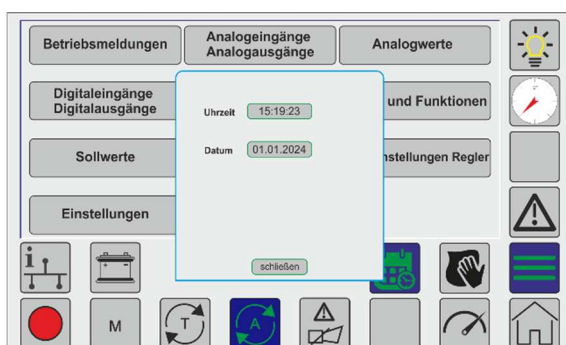 Betriebsmeldungen
Analogeingänge
Analogausgänge
Analogwerte
Digitaleingänge
Digitalausgänge
und Funktionen
Uhrzeit 15:19:23
Datum 01.01.2024
Sollwerte
nstellungen Regler
Einstellungen
schließen
i
M
T
A